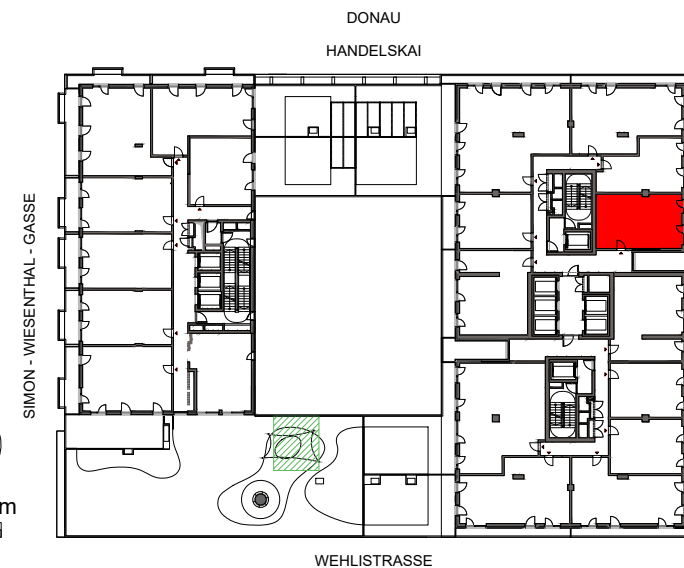 DONAU
HANDELSKAI
SIMON - WIESENTHAL - GASSE
m
WEHLISTRASSE